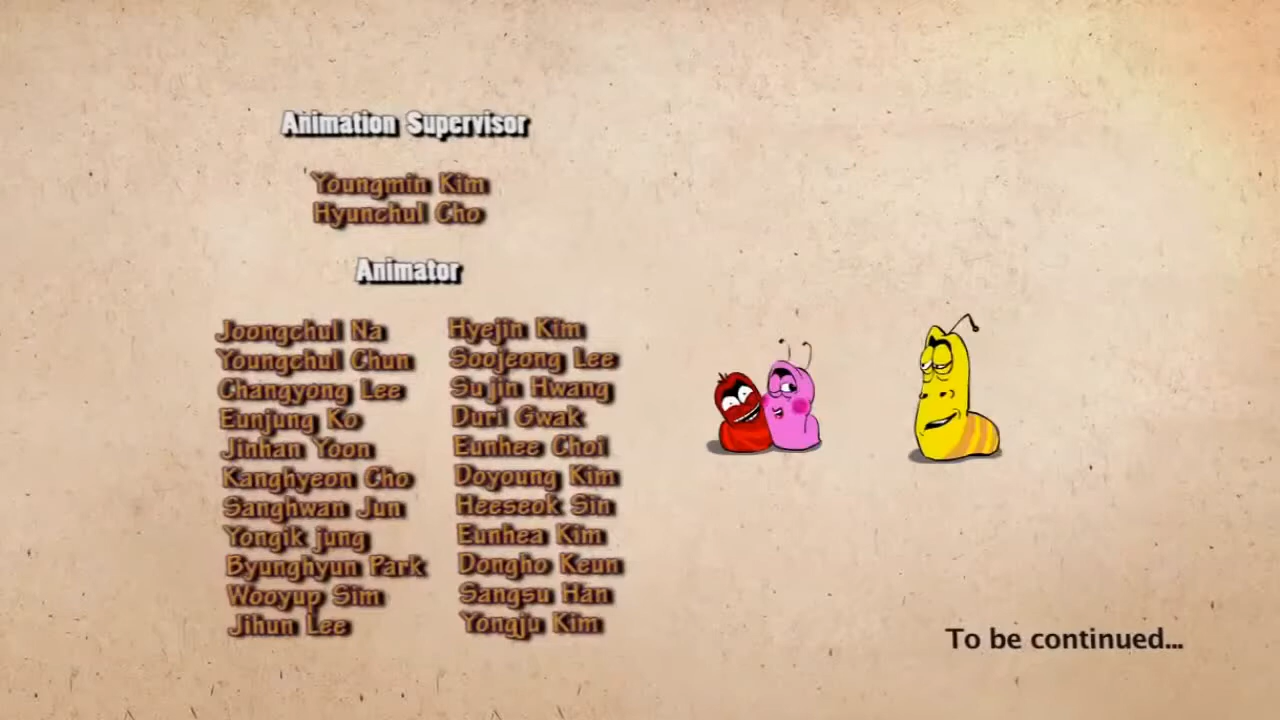 Animation Supervisor
Youngmin Kim
Hyunchul Cho
Animator
Joongchul Na
Youngchul Chun
Changyong Lee
Eunjung Ko
Jinhan Yoon
Kanghyeon Cho
Sanghwan Jun
Yongik jung
Byunghyun Park
Wooyup Sim
Jihun Lee
Hyejin Kim
Soojeong Lee
Sujin Hwang
Duri Gwak
Eunhee Choi
Doyoung Kim
Heeseok Sin
Eunhea Kim
Dongho Keun
Sangsu Han
Yongju Kim
To be continued...